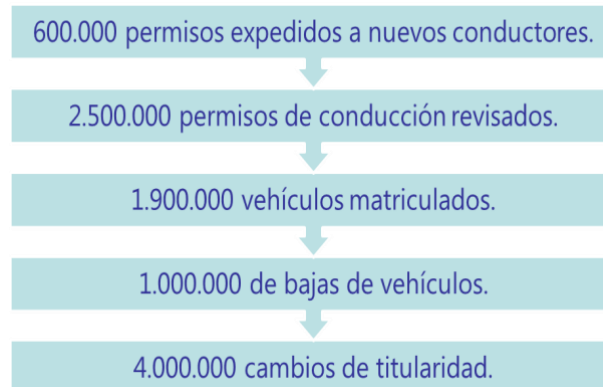 600.000 permisos expedidos a nuevos conductores.
2.500.000 permisos de conducción revisados.
1.900.000 vehículos matriculados.
1.000.000 de bajas de vehículos.
4.000.000 cambios de titularidad.